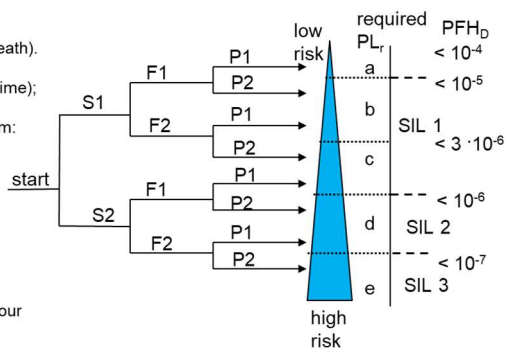 eath).
ime);
m:
our
start
S1
S2
F1
F2
F1
F2
P1
P2
P1
P2
P1
P2
P1
P2
low
risk
high
risk
required
PLr
a
b
c
d
e
PFHD
< 10-4
< 10-5
SIL 1
< 3 ·10-6
< 10-6
SIL 2
< 10-7
SIL 3